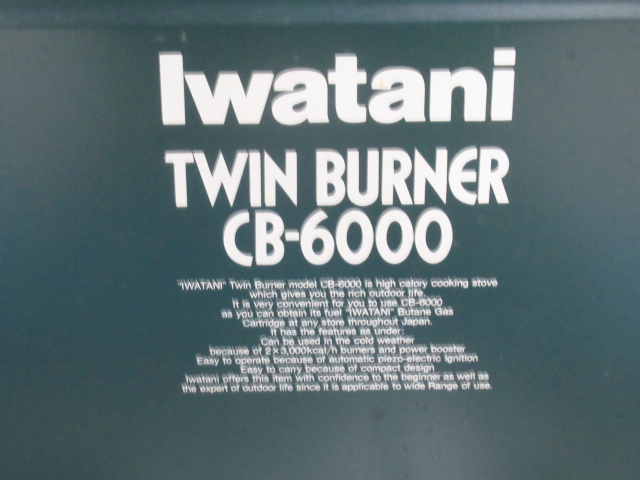 Iwatani
TWIN BURNER
CB-6000
"IWATANI" Twin Burner model CB-6000 is high calory cooking stove
which gives you the rich outdoor life.
It is very convenient for you to use CB-6000
as you can obtain its fuel "IWATANI" Butane Gas
Cartridge at any store throughout Japan.
It has the features as under:
Can be used in the cold weather
because of 2×3,000kcal/h burners and power booster
Easy to operate because of automatic piezo-electric ignition
Easy to carry because of compact design
Iwatani offers this item with confidence to the beginner as well as
the expert of outdoor life since it is applicable to wide Range of use.